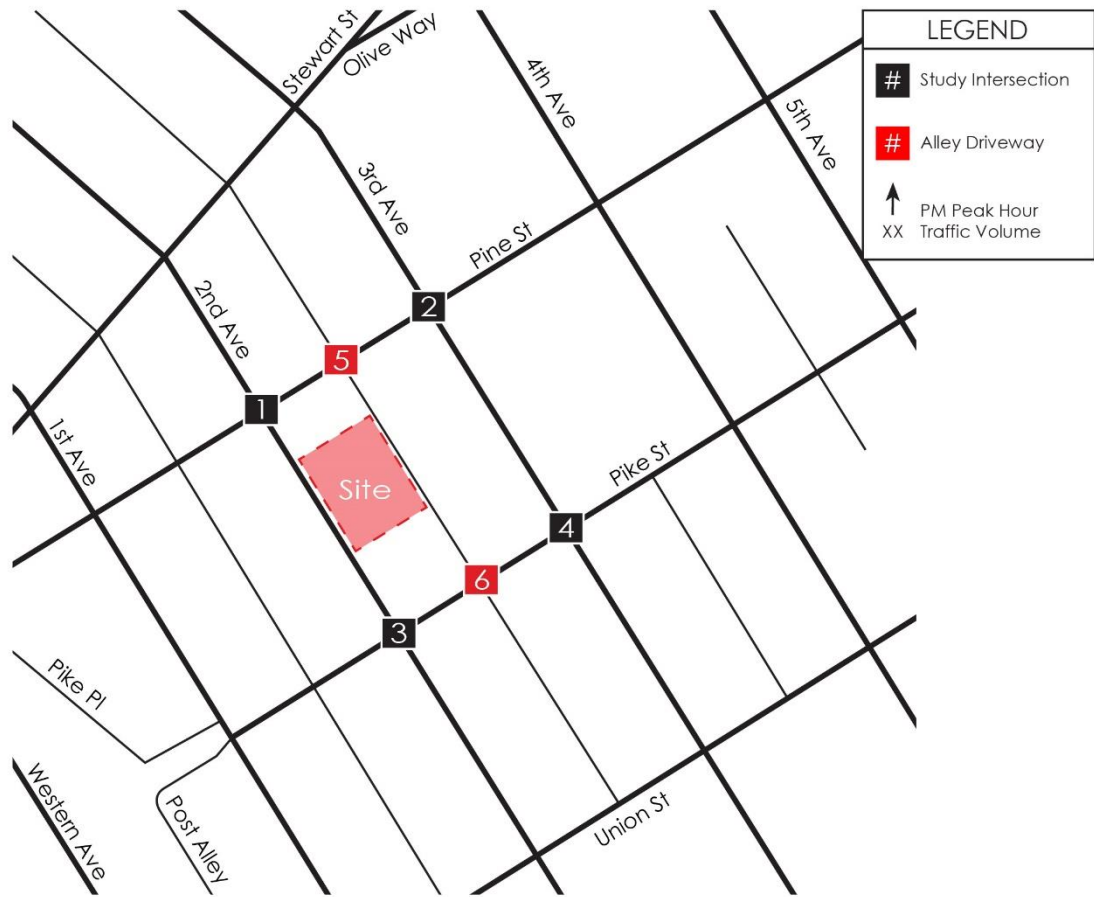 LEGEND
# Study Intersection
# Alley Driveway
PM Peak Hour
XX Traffic Volume
Stewart St
Olive Way
4th Ave
5th Ave
3rd Ave
Pine St
2nd Ave
2
5
1
1st Ave
Site
Pike St
4
6
3
Pike Pl
Western Ave
Post Alley
Union St